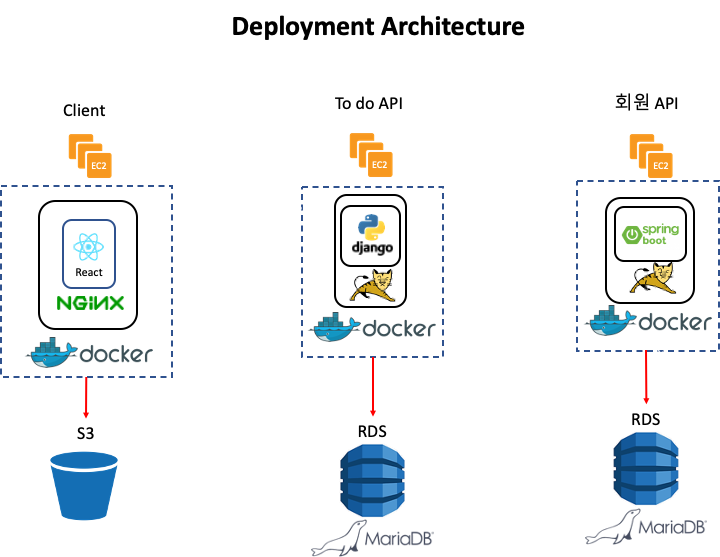 Deployment Architecture
Client
To do API
회원 API
EC2
EC2
EC2
React
NGINX
docker
django
docker
spring
boot
docker
S3
RDS
RDS
MariaDB
MariaDB